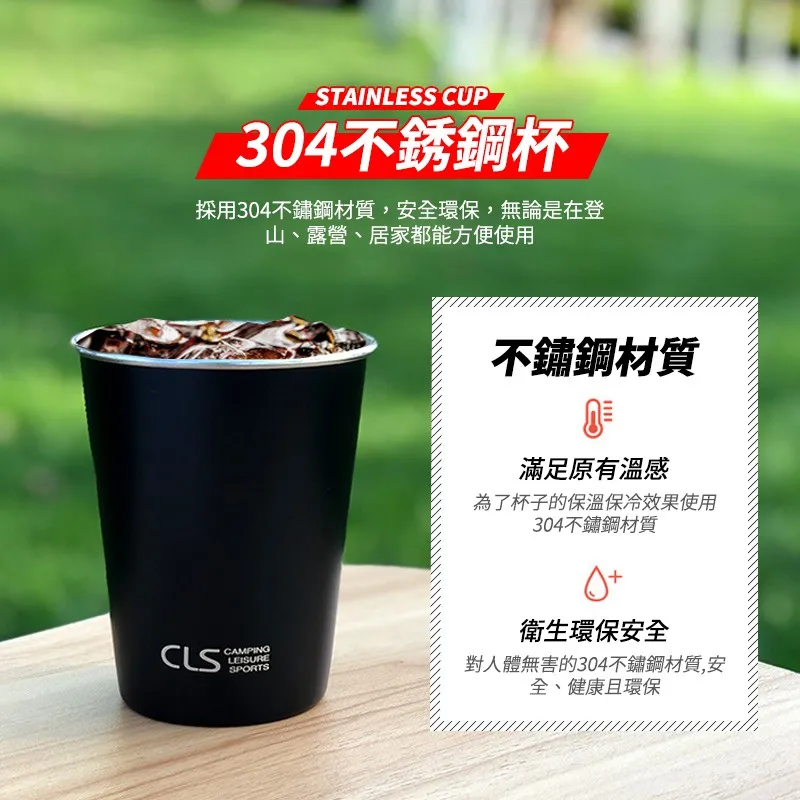 STAINLESS CUP
304不銹鋼杯
採用304不鏽鋼材質，安全環保，無論是在登
山、露營、居家都能方便使用
不鏽鋼材質
滿足原有溫感
為了杯子的保溫保冷效果使用
304不鏽鋼材質
衛生環保安全
對人體無害的304不鏽鋼材質,安
全、健康且環保
CLS CAMPING
LEISURE
SPORTS